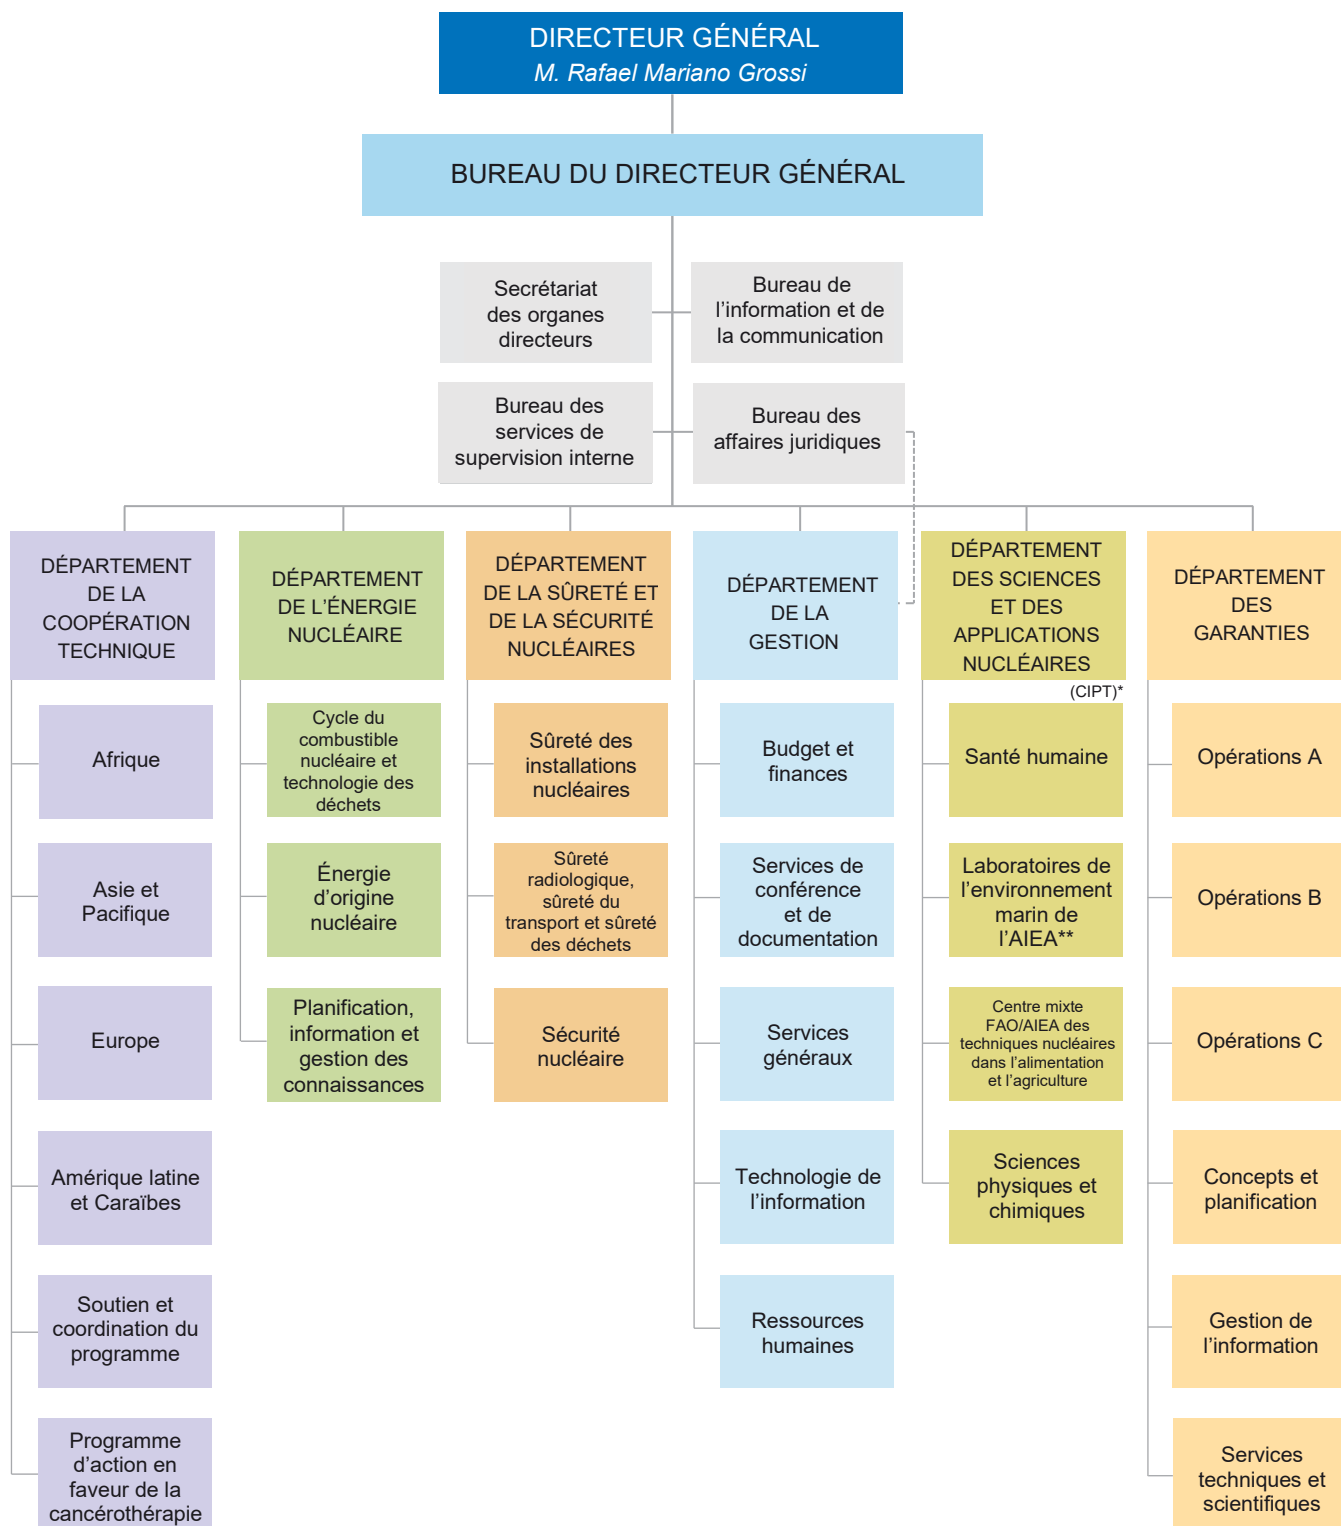 DIRECTEUR GÉNÉRAL
M. Rafael Mariano Grossi
BUREAU DU DIRECTEUR GÉNÉRAL
Secrétariat
des organes
directeurs
Bureau de
l’information et de
la communication
Bureau des
services de
supervision interne
Bureau des
affaires juridiques
DÉPARTEMENT
DE LA
COOPÉRATION
TECHNIQUE
Afrique
Asie et
Pacifique
Europe
Amérique latine
et Caraïbes
Soutien et
coordination du
programme
Programme
d’action en
faveur de la
cancérothérapie
DÉPARTEMENT
DE L’ÉNERGIE
NUCLÉAIRE
Cycle du
combustible
nucléaire et
technologie des
déchets
Énergie
d’origine
nucléaire
Planification,
information et
gestion des
connaissances
DÉPARTEMENT
DE LA SÛRETÉ ET
DE LA SÉCURITÉ
NUCLÉAIRES
Sûreté des
installations
nucléaires
Sûreté
radiologique,
sûreté du
transport et sûreté
des déchets
Sécurité
nucléaire
DÉPARTEMENT
DE LA
GESTION
Budget et
finances
Services de
conférence
et de
documentation
Services
généraux
Technologie de
l’information
Ressources
humaines
DÉPARTEMENT
DES SCIENCES
ET DES
APPLICATIONS
NUCLÉAIRES
(CIPT)*
Santé humaine
Laboratoires de
l’environnement
marin de
l’AIEA**
Centre mixte
FAO/AIEA des
techniques nucléaires
dans l’alimentation
et l’agriculture
Sciences
physiques et
chimiques
DÉPARTEMENT
DES
GARANTIES
Opérations A
Opérations B
Opérations C
Concepts et
planification
Gestion de
l’information
Services
techniques et
scientifiques